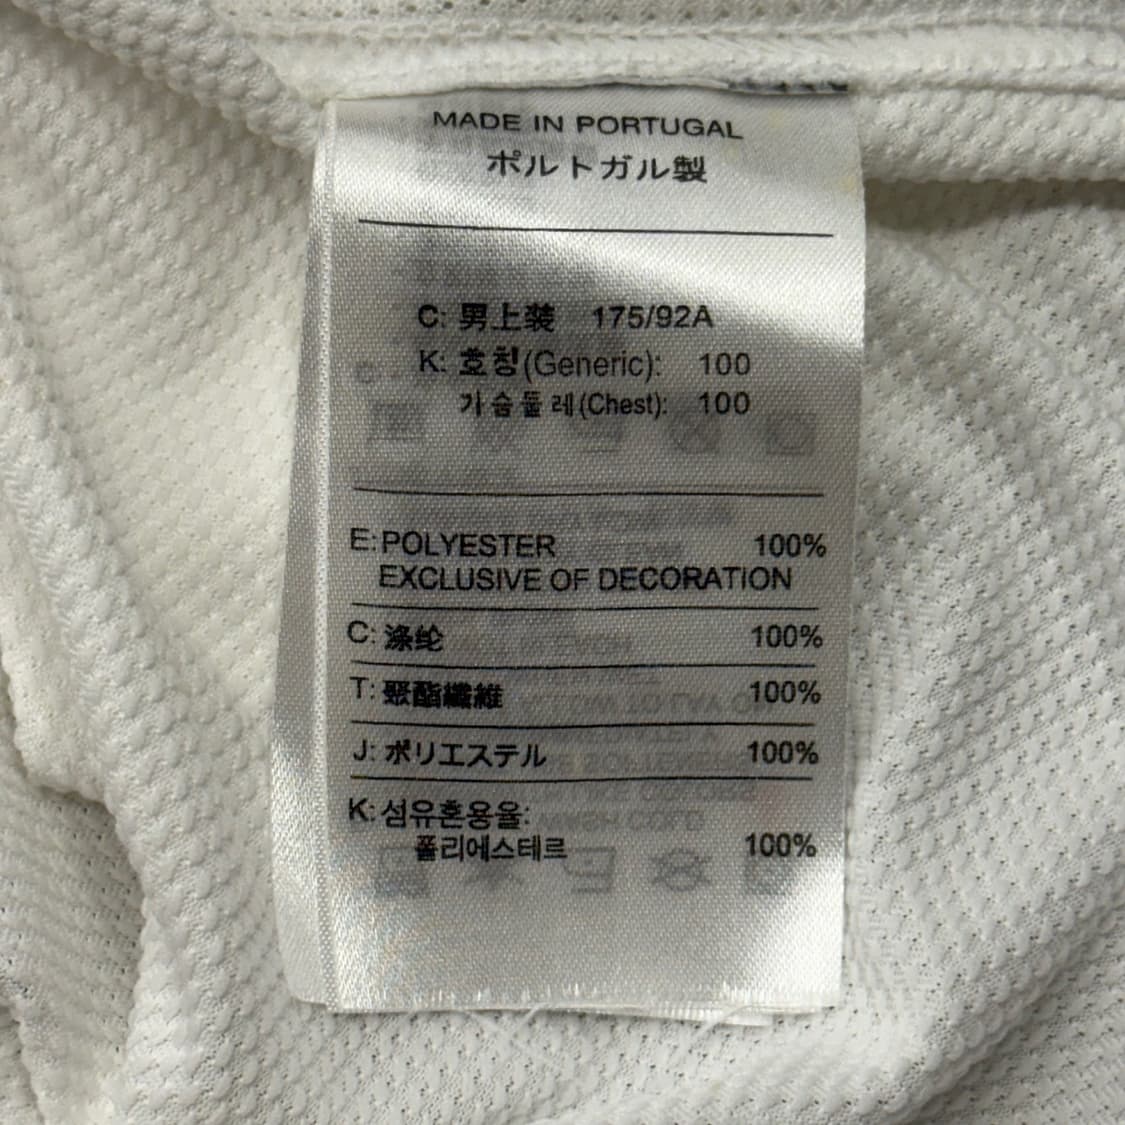 MADE IN PORTUGAL
ポルトガル製
C: 男上装 175/92A
K: 호칭(Generic): 100
가슴둘레(Chest): 100
E: POLYESTER 100%
EXCLUSIVE OF DECORATION
C: 涤纶 100%
T: 聚酯纖維 100%
J: ポリエステル 100%
K: 섬유혼용율:
폴리에스테르 100%